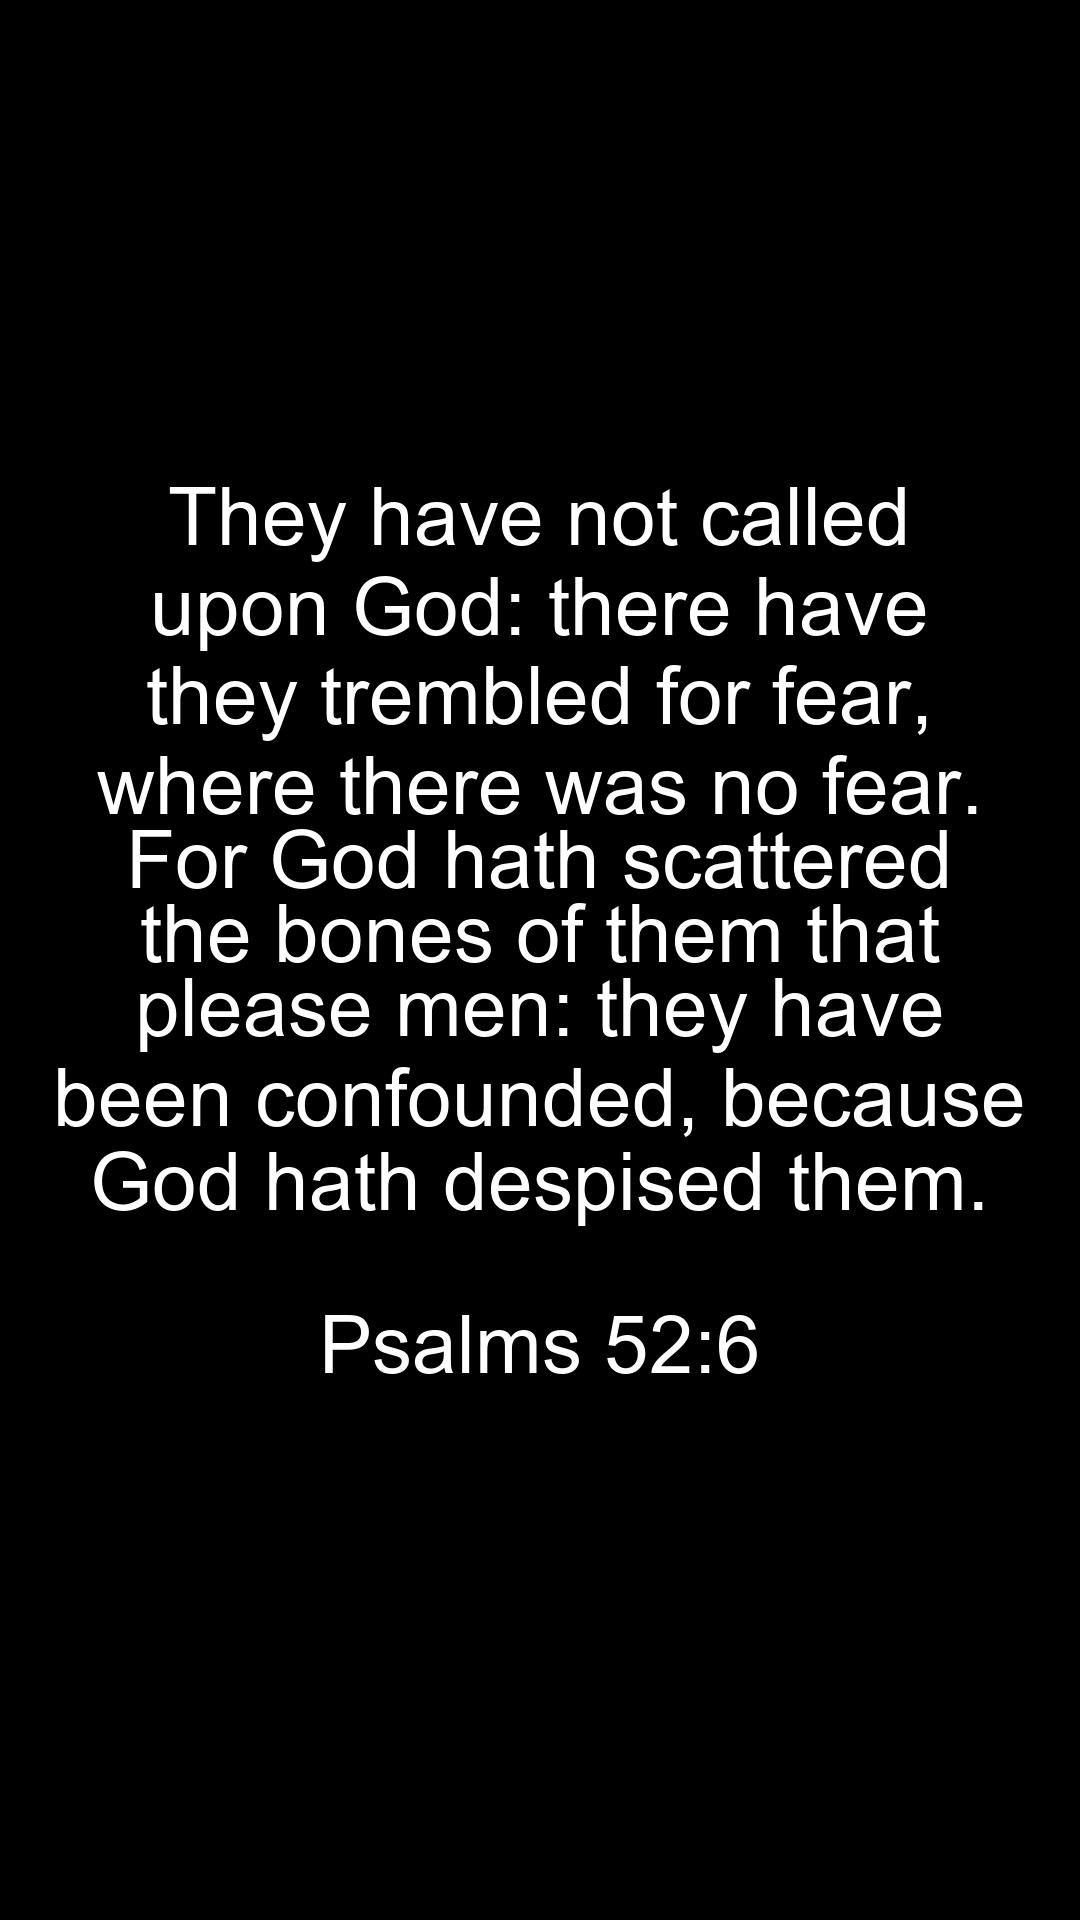 They have not called
upon God: there have
they trembled for fear,
where there was no fear.
For God hath scattered
the bones of them that
please men: they have
been confounded, because
God hath despised them.
Psalms 52:6